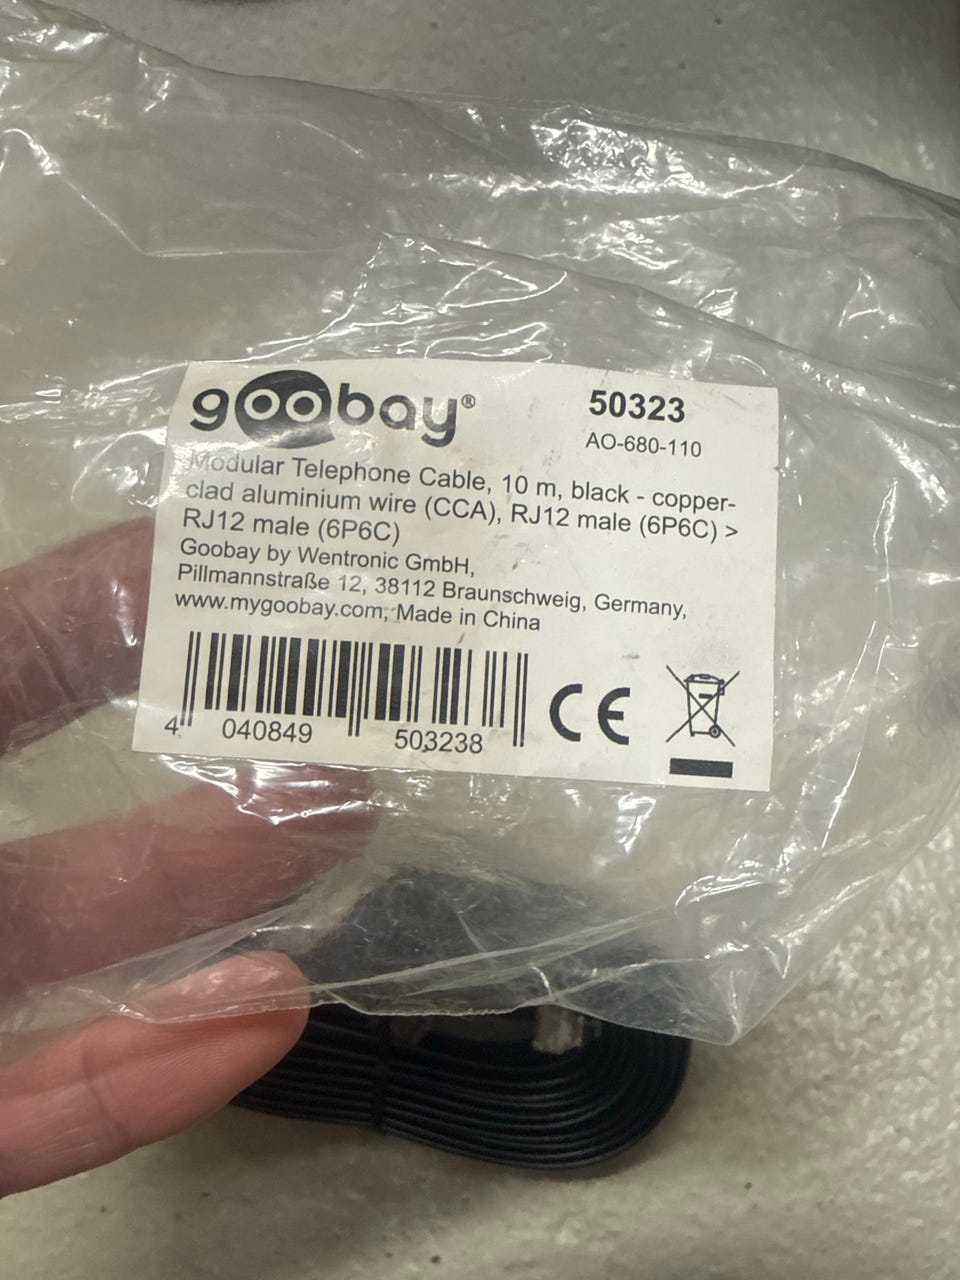 goobay®
50323
AO-680-110
Modular Telephone Cable, 10 m, black - copper-
clad aluminium wire (CCA), RJ12 male (6P6C) >
RJ12 male (6P6C)
Goobay by Wentronic GmbH,
Pillmannstraße 12, 38112 Braunschweig, Germany,
www.mygoobay.com, Made in China
4 040849 503238
CE